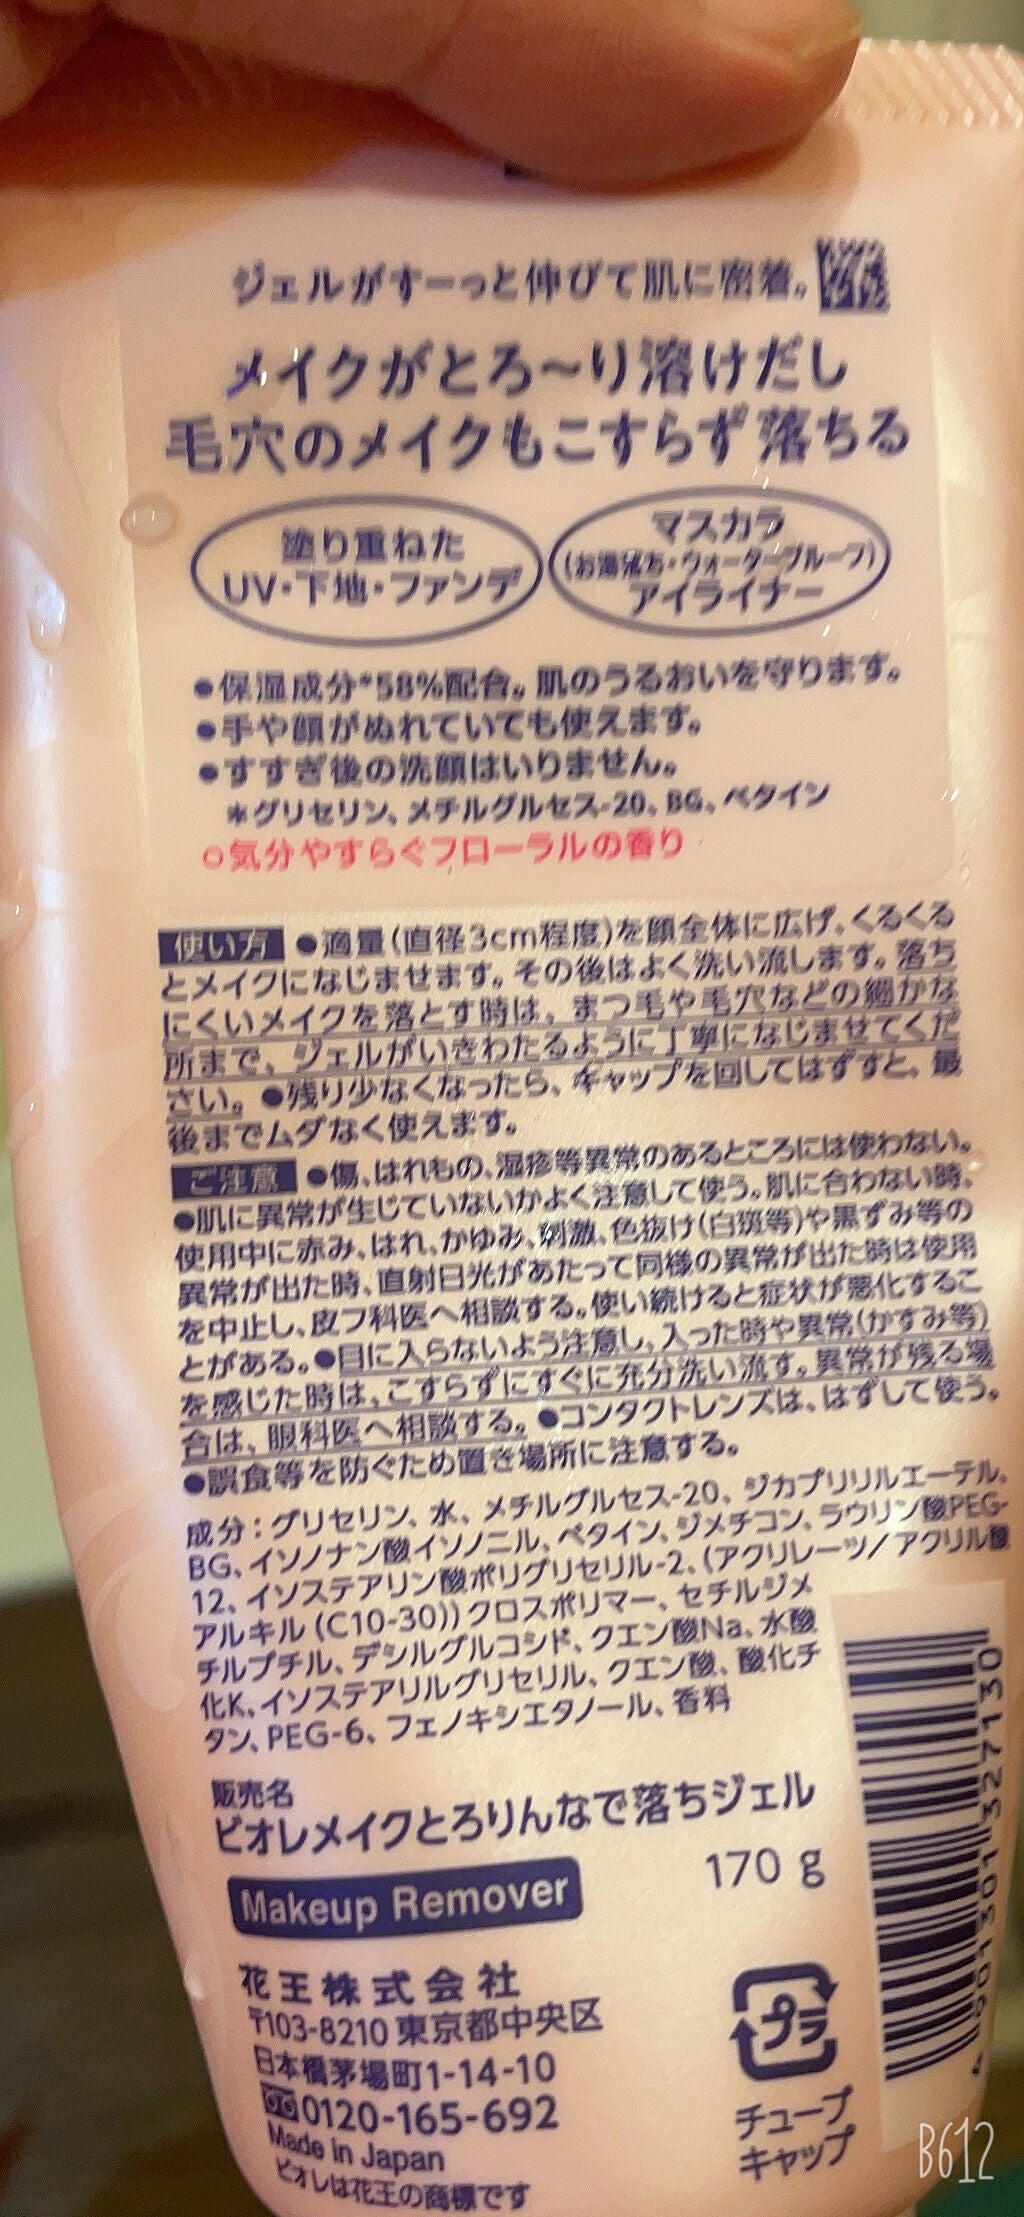 ジェルがすーっと伸びて肌に密着。
メイクがとろ〜り溶けだし
毛穴のメイクもこすらず落ちる
塗り重ねた
UV・下地・ファンデ
マスカラ
(お湯落ち・ウォータープルーフ)
アイライナー
●保湿成分*58%配合。肌のうるおいを守ります。
●手や顔がぬれていても使えます。
●すすぎ後の洗顔はいりません。
*グリセリン、メチルグルセス-20、BG、ベタイン
○気分やすらぐフローラルの香り
使い方 ●適量(直径3cm程度)を顔全体に広げ、くるくる
とメイクになじませます。その後はよく洗い流します。落ち
にくいメイクを落とす時は、まつ毛や毛穴などの細かな
所まで、ジェルがいきわたるように丁寧になじませてくだ
さい。●残り少なくなったら、キャップを回してはずすと、最
後までムダなく使えます。
ご注意 ●傷、はれもの、湿疹等異常のあるところには使わない。
●肌に異常が生じていないかよく注意して使う。肌に合わない時、
使用中に赤み、はれ、かゆみ、刺激、色抜け(白斑等)や黒ずみ等の
異常が出た時、直射日光があたって同様の異常が出た時は使用
を中止し、皮フ科医へ相談する。使い続けると症状が悪化するこ
とがある。●目に入らないよう注意し、入った時や異常(かすみ等)
を感じた時は、こすらずにすぐに充分洗い流す。異常が残る場
合は、眼科医へ相談する。●コンタクトレンズは、はずして使う。
●誤食等を防ぐため置き場所に注意する。
成分：グリセリン、水、メチルグルセス-20、ジカプリリルエーテル、
BG、イソノナン酸イソノニル、ベタイン、ジメチコン、ラウリン酸PEG-
12、イソステアリン酸ポリグリセリル-2、(アクリレーツ/アクリル酸
アルキル(C10-30))クロスポリマー、セチルジメ
チルブチル、デシルグルコシド、クエン酸Na、水酸
化K、イソステアリルグリセリル、クエン酸、酸化チ
タン、PEG-6、フェノキシエタノール、香料
販売名
ビオレメイクとろりんなで落ちジェル
170 g
Makeup Remover
花王株式会社
〒103-8210 東京都中央区
日本橋茅場町1-14-10
0120-165-692
Made in Japan
ビオレは花王の商標です
プラ
チューブ
キャップ
4901301327130
B612